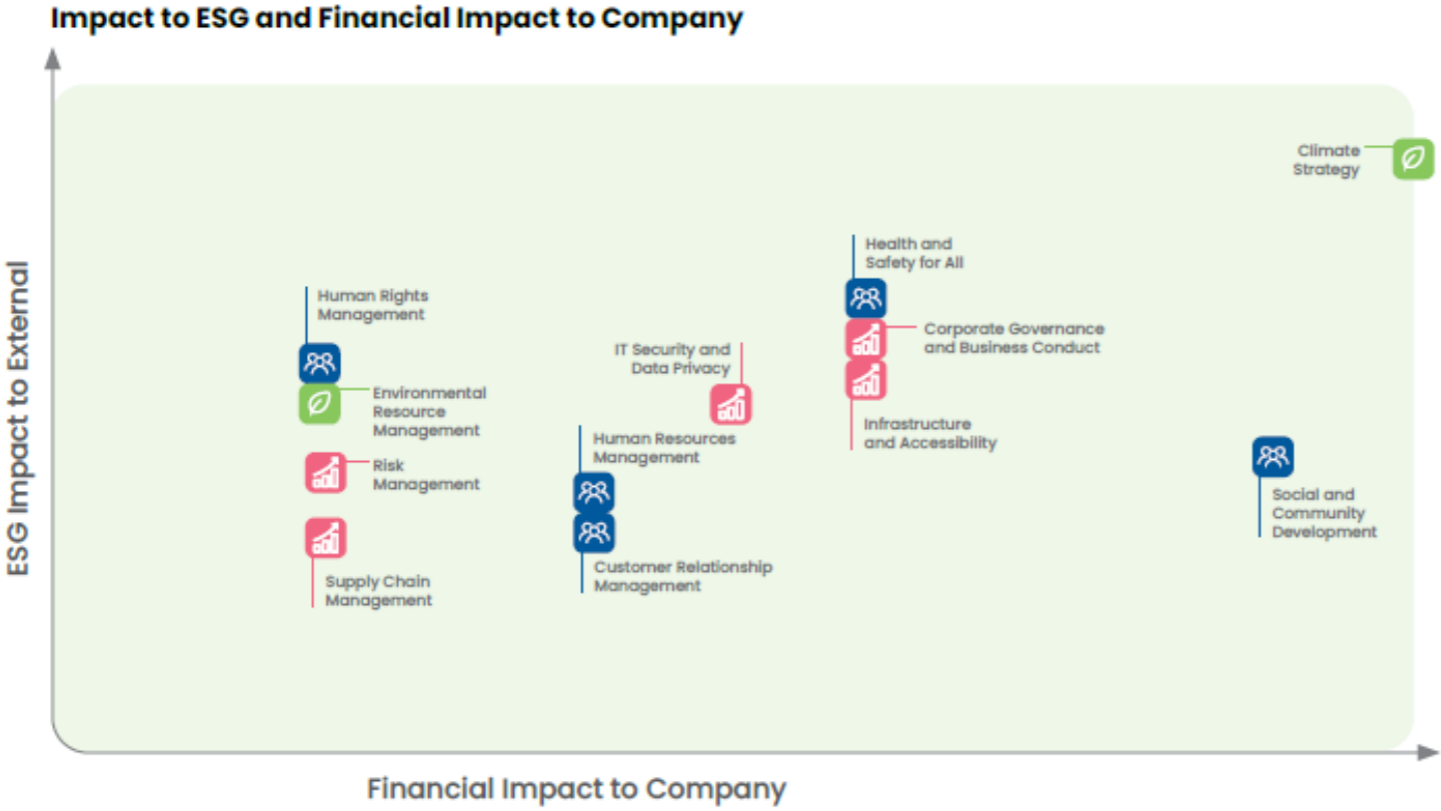 Impact to ESG and Financial Impact to Company
Climate
Strategy
Health and
Safety for All
Human Rights
Management
Corporate Governance
and Business Conduct
IT Security and
Data Privacy
Environmental
Resource
Management
Infrastructure
and Accessibility
Human Resources
Management
Risk
Management
Social and
Community
Development
Customer Relationship
Management
Supply Chain
Management
ESG Impact to External
Financial Impact to Company